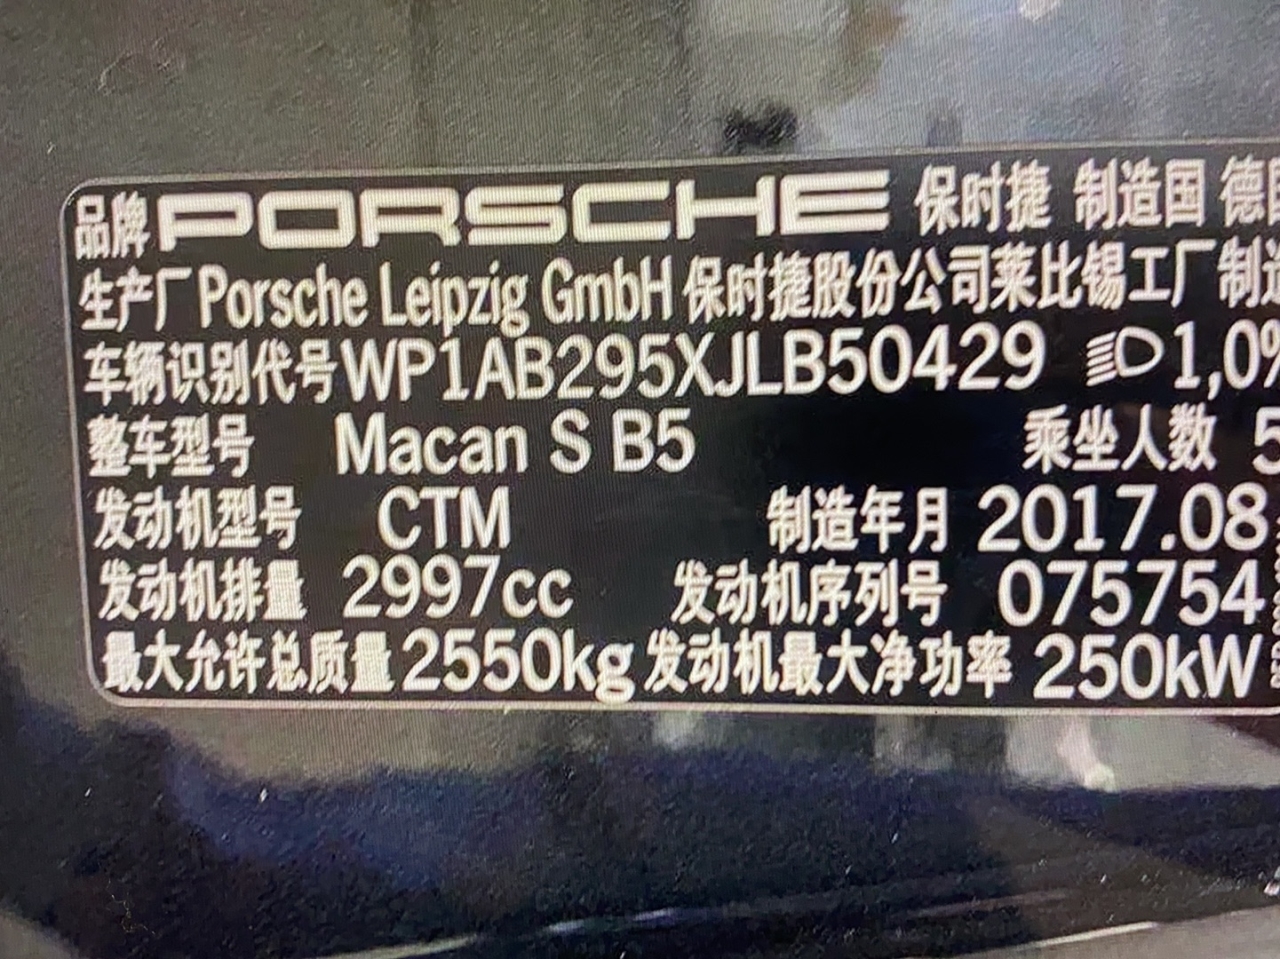 品牌 PORSCHE 保时捷 制造国 德
生产厂 Porsche Leipzig GmbH 保时捷股份公司莱比锡工厂 制造
车辆识别代号 WP1AB295XJLB50429 1,0%
整车型号 Macan S B5 乘坐人数 5
发动机型号 CTM 制造年月 2017.08
发动机排量 2997cc 发动机序列号 075754
最大允许总质量 2550kg 发动机最大净功率 250kW